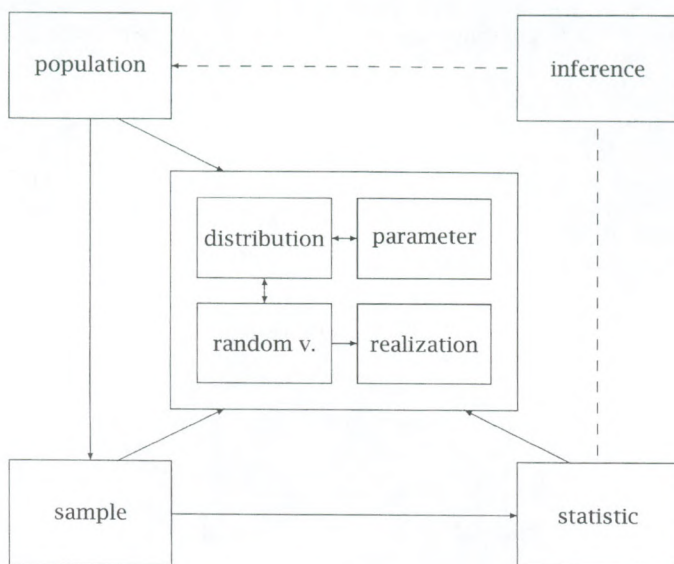 population
inference
distribution
parameter
random v.
realization
sample
statistic